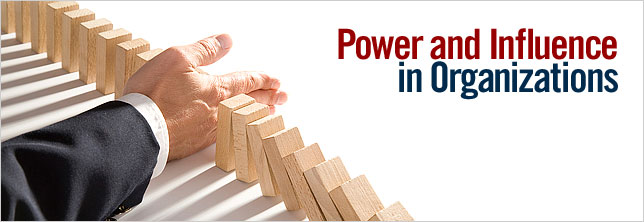 Power and Influence
in Organizations